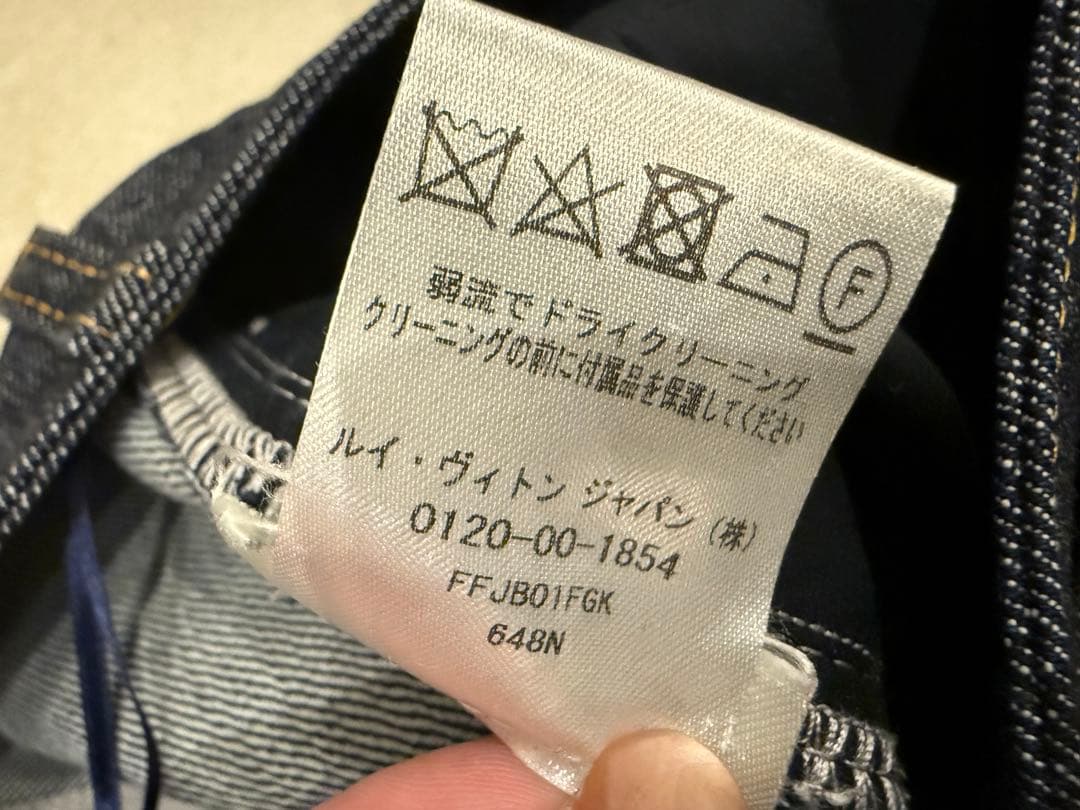 F
弱流でドライクリーニング
クリーニングの前に付属品を保護してください
ルイ・ヴィトン ジャパン (株)
0120-00-1854
FFJB01FGK
648N